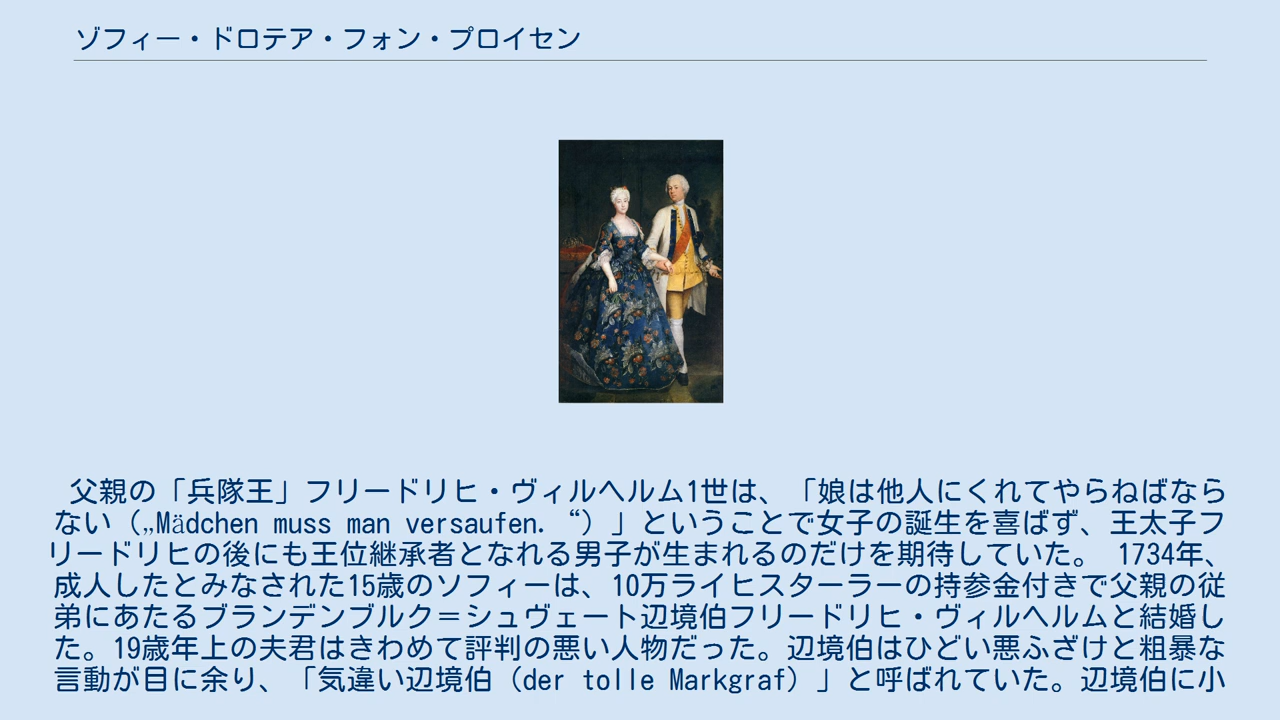 ゾフィー・ドロテア・フォン・プロイセン
父親の「兵隊王」フリードリヒ・ヴィルヘルム1世は、「娘は他人にくれてやらねばなら
ない（„Mädchen muss man versaufen. “）」ということで女子の誕生を喜ばず、王太子フ
リードリヒの後にも王位継承者となれる男子が生まれるのだけを期待していた。 1734年、
成人したとみなされた15歳のソフィーは、10万ライヒスターラーの持参金付きで父親の従
弟にあたるブランデンブルク＝シュヴェート辺境伯フリードリヒ・ヴィルヘルムと結婚し
た。19歳年上の夫君はきわめて評判の悪い人物だった。辺境伯はひどい悪ふざけと粗暴な
言動が目に余り、「気違い辺境伯（der tolle Markgraf）」と呼ばれていた。辺境伯に小